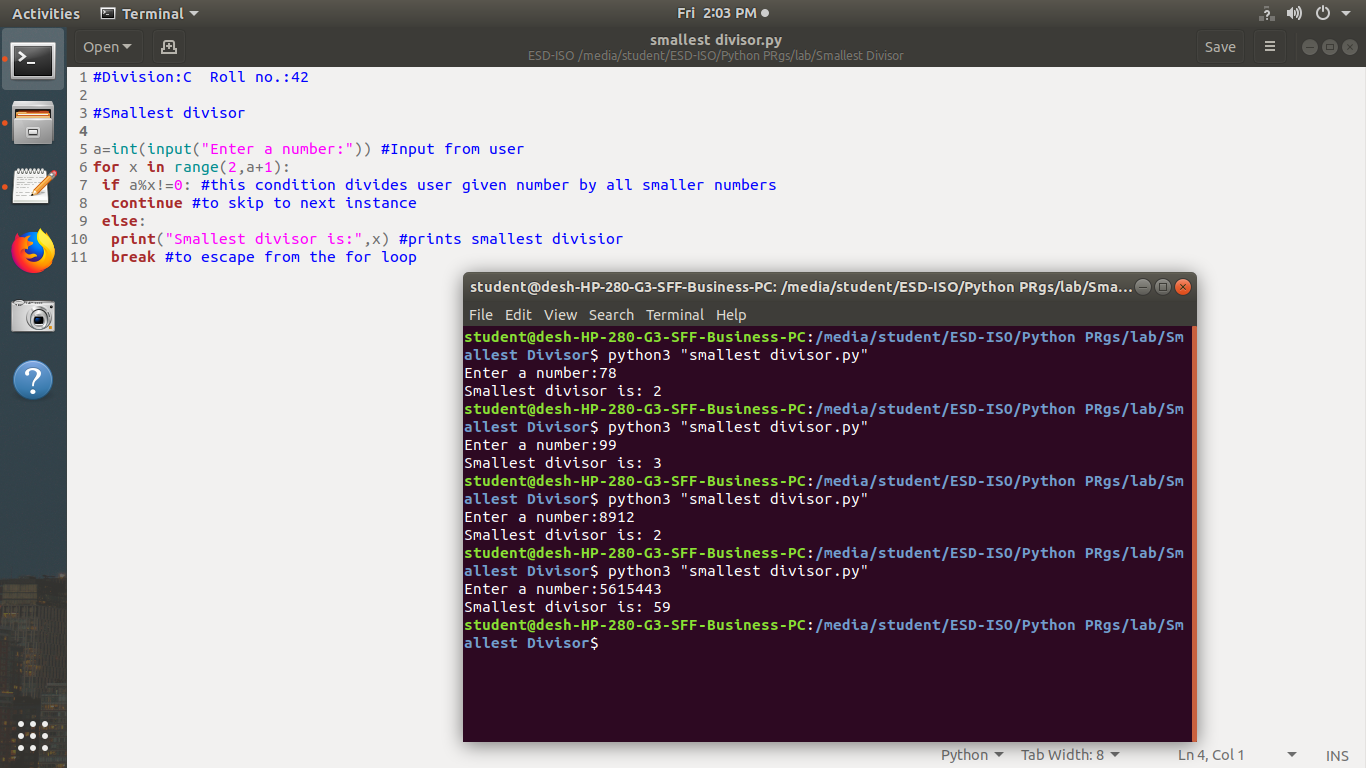 Activities Terminal Fri 2:03 PM
Open smallest divisor.py Save
ESD-ISO /media/student/ESD-ISO/Python PRgs/lab/Smallest Divisor
1 #Division:C  Roll no.:42
2
3 #Smallest divisor
4
5 a=int(input("Enter a number:")) #Input from user
6 for x in range(2,a+1):
7  if a%x!=0: #this condition divides user given number by all smaller numbers
8   continue #to skip to next instance
9  else:
10   print("Smallest divisor is:",x) #prints smallest divisior
11   break #to escape from the for loop
student@desh-HP-280-G3-SFF-Business-PC: /media/student/ESD-ISO/Python PRgs/lab/Sma...
File Edit View Search Terminal Help
student@desh-HP-280-G3-SFF-Business-PC:/media/student/ESD-ISO/Python PRgs/lab/Sm
allest Divisor$ python3 "smallest divisor.py"
Enter a number:78
Smallest divisor is: 2
student@desh-HP-280-G3-SFF-Business-PC:/media/student/ESD-ISO/Python PRgs/lab/Sm
allest Divisor$ python3 "smallest divisor.py"
Enter a number:99
Smallest divisor is: 3
student@desh-HP-280-G3-SFF-Business-PC:/media/student/ESD-ISO/Python PRgs/lab/Sm
allest Divisor$ python3 "smallest divisor.py"
Enter a number:8912
Smallest divisor is: 2
student@desh-HP-280-G3-SFF-Business-PC:/media/student/ESD-ISO/Python PRgs/lab/Sm
allest Divisor$ python3 "smallest divisor.py"
Enter a number:5615443
Smallest divisor is: 59
student@desh-HP-280-G3-SFF-Business-PC:/media/student/ESD-ISO/Python PRgs/lab/Sm
allest Divisor$
Python Tab Width: 8 Ln 4, Col 1 INS